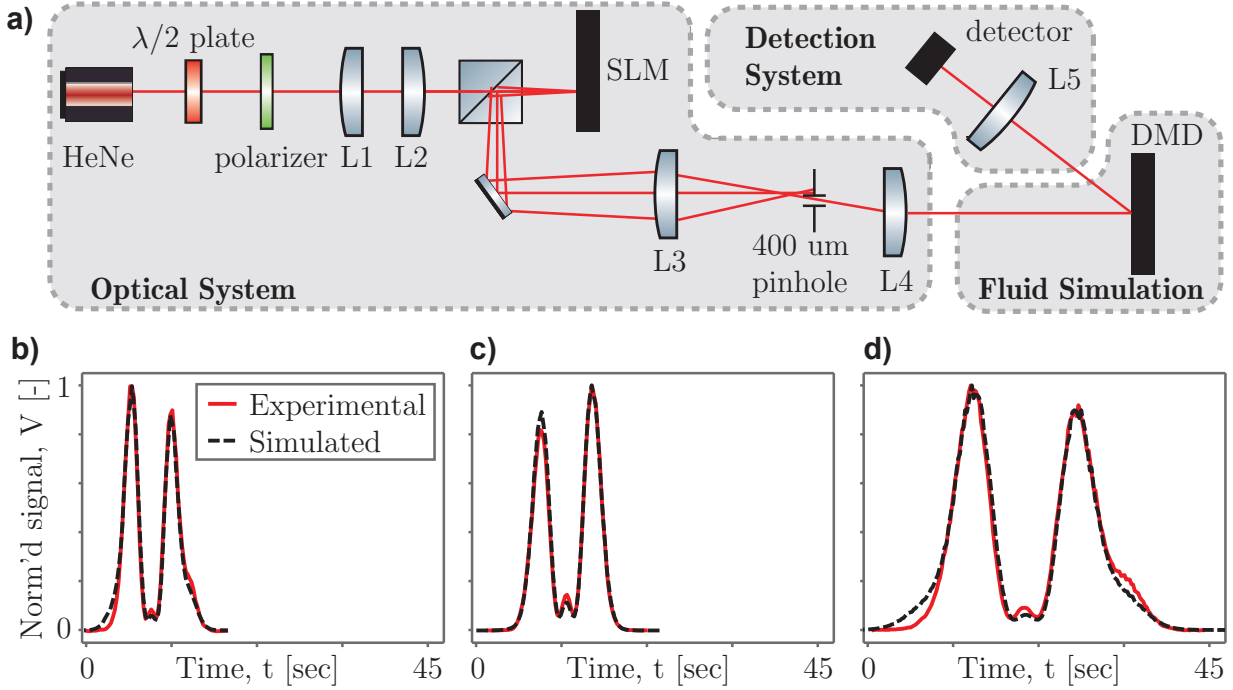 a)
λ/2 plate
HeNe
polarizer
L1
L2
SLM
L3
400 um
pinhole
L4
Optical System
Detection
System
detector
L5
DMD
Fluid Simulation
b)
Norm'd signal, V [-]
1
0
Experimental
Simulated
0
Time, t [sec]
45
c)
0
Time, t [sec]
45
d)
0
Time, t [sec]
45